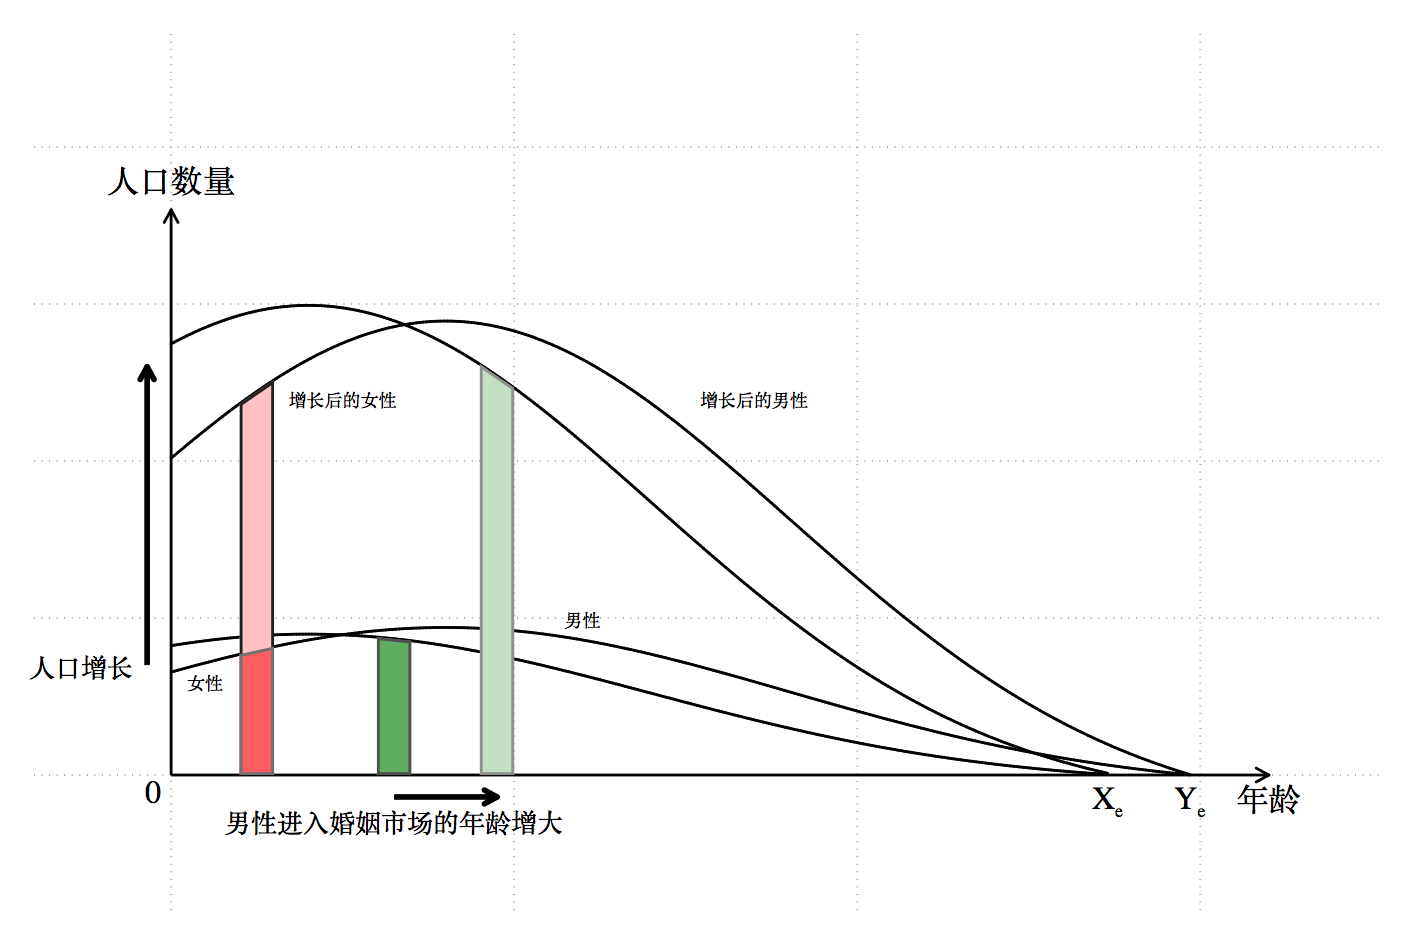 人口数量
增长后的女性
增长后的男性
男性
人口增长
女性
0
Xe
Ye
年龄
男性进入婚姻市场的年龄增大